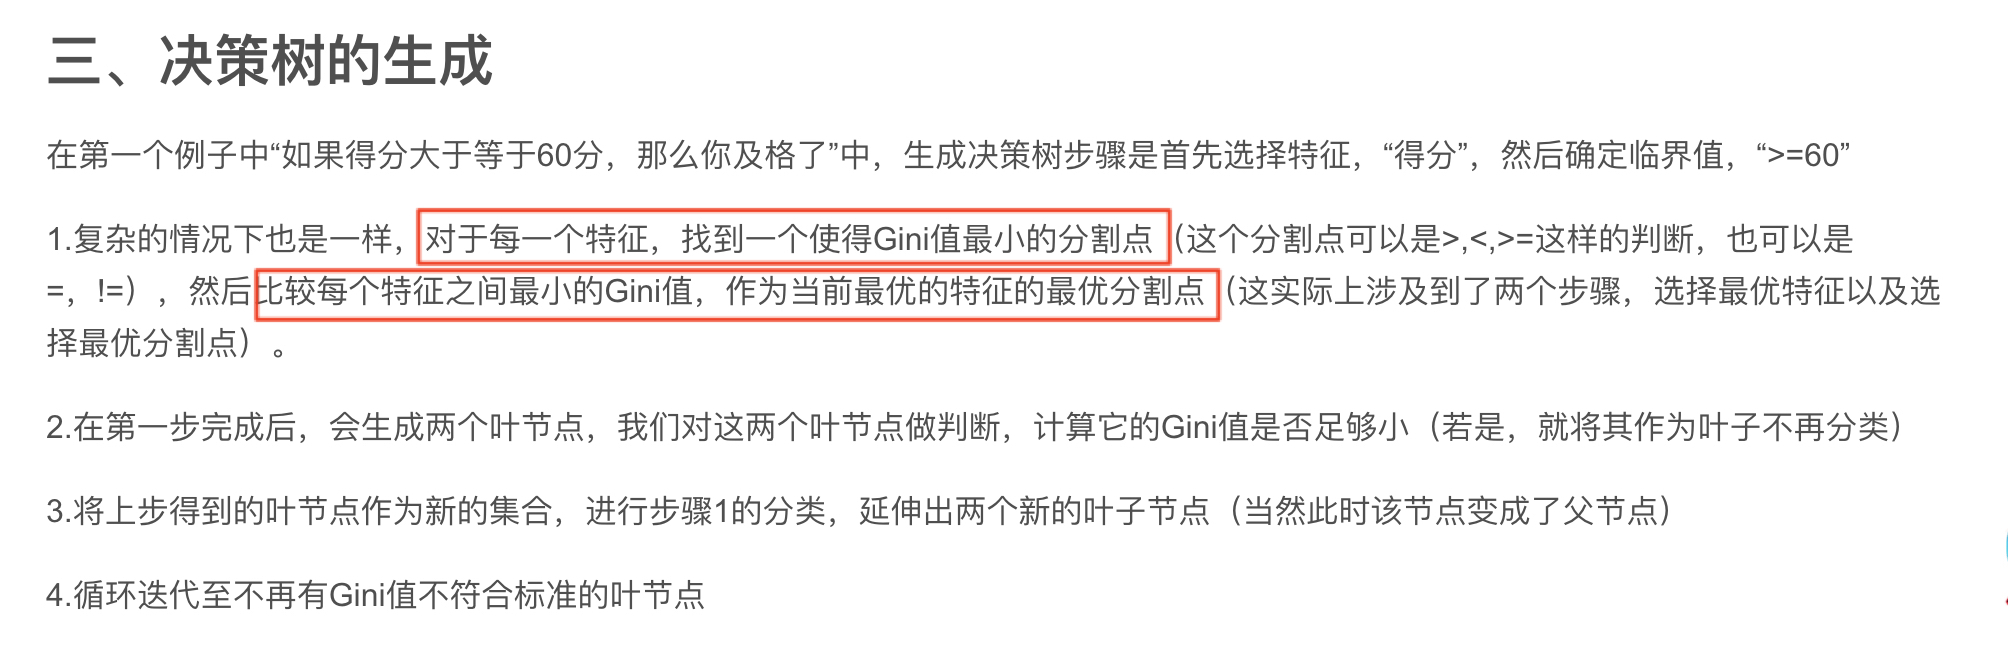 三、决策树的生成
在第一个例子中“如果得分大于等于60分，那么你及格了”中，生成决策树步骤是首先选择特征，“得分”，然后确定临界值，“>=60”
1.复杂的情况下也是一样，对于每一个特征，找到一个使得Gini值最小的分割点（这个分割点可以是>,<,>=这样的判断，也可以是
=，!=），然后比较每个特征之间最小的Gini值，作为当前最优的特征的最优分割点（这实际上涉及到了两个步骤，选择最优特征以及选
择最优分割点）。
2.在第一步完成后，会生成两个叶节点，我们对这两个叶节点做判断，计算它的Gini值是否足够小（若是，就将其作为叶子不再分类）
3.将上步得到的叶节点作为新的集合，进行步骤1的分类，延伸出两个新的叶子节点（当然此时该节点变成了父节点）
4.循环迭代至不再有Gini值不符合标准的叶节点